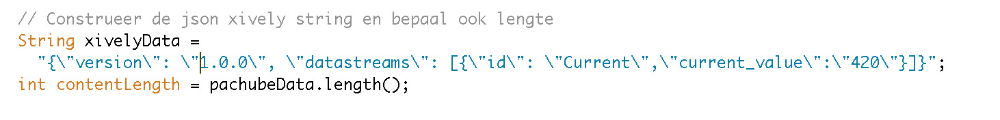 // Construeer de json xively string en bepaal ook lengte
String xivelyData =
"{\"version\": \"1.0.0\", \"datastreams\": [{\"id\": \"Current\",\"current_value\":\"420\"}]}";
int contentLength = pachubeData.length();